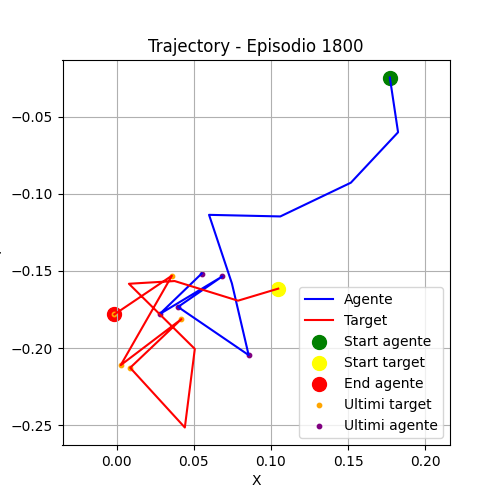 Trajectory - Episodio 1800
−0.05
−0.10
−0.15
−0.20
−0.25
0.00 0.05 0.10 0.15 0.20
X
Agente
Target
Start agente
Start target
End agente
Ultimi target
Ultimi agente